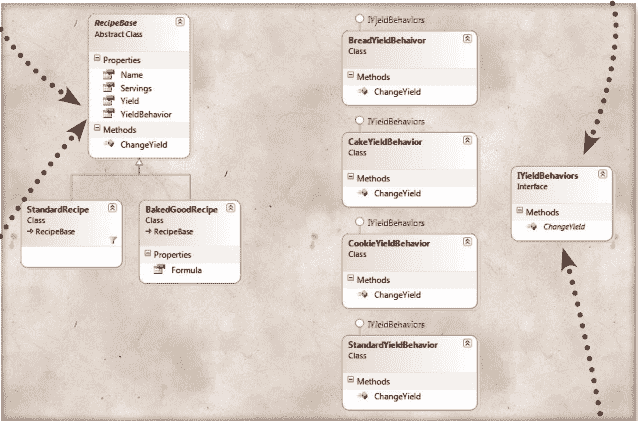 RecipeBase
Abstract Class
Properties
Name
Servings
Yield
YieldBehavior
Methods
ChangeYield
StandardRecipe
Class
RecipeBase
BakedGoodRecipe
Class
RecipeBase
Properties
Formula
IYieldBehaviors
BreadYieldBehaivor
Class
Methods
ChangeYield
IYieldBehaviors
CakeYieldBehavior
Class
Methods
ChangeYield
IYieldBehaviors
CookieYieldBehavior
Class
Methods
ChangeYield
IYieldBehaviors
StandardYieldBehavior
Class
Methods
ChangeYield
IYieldBehaviors
Interface
Methods
ChangeYield